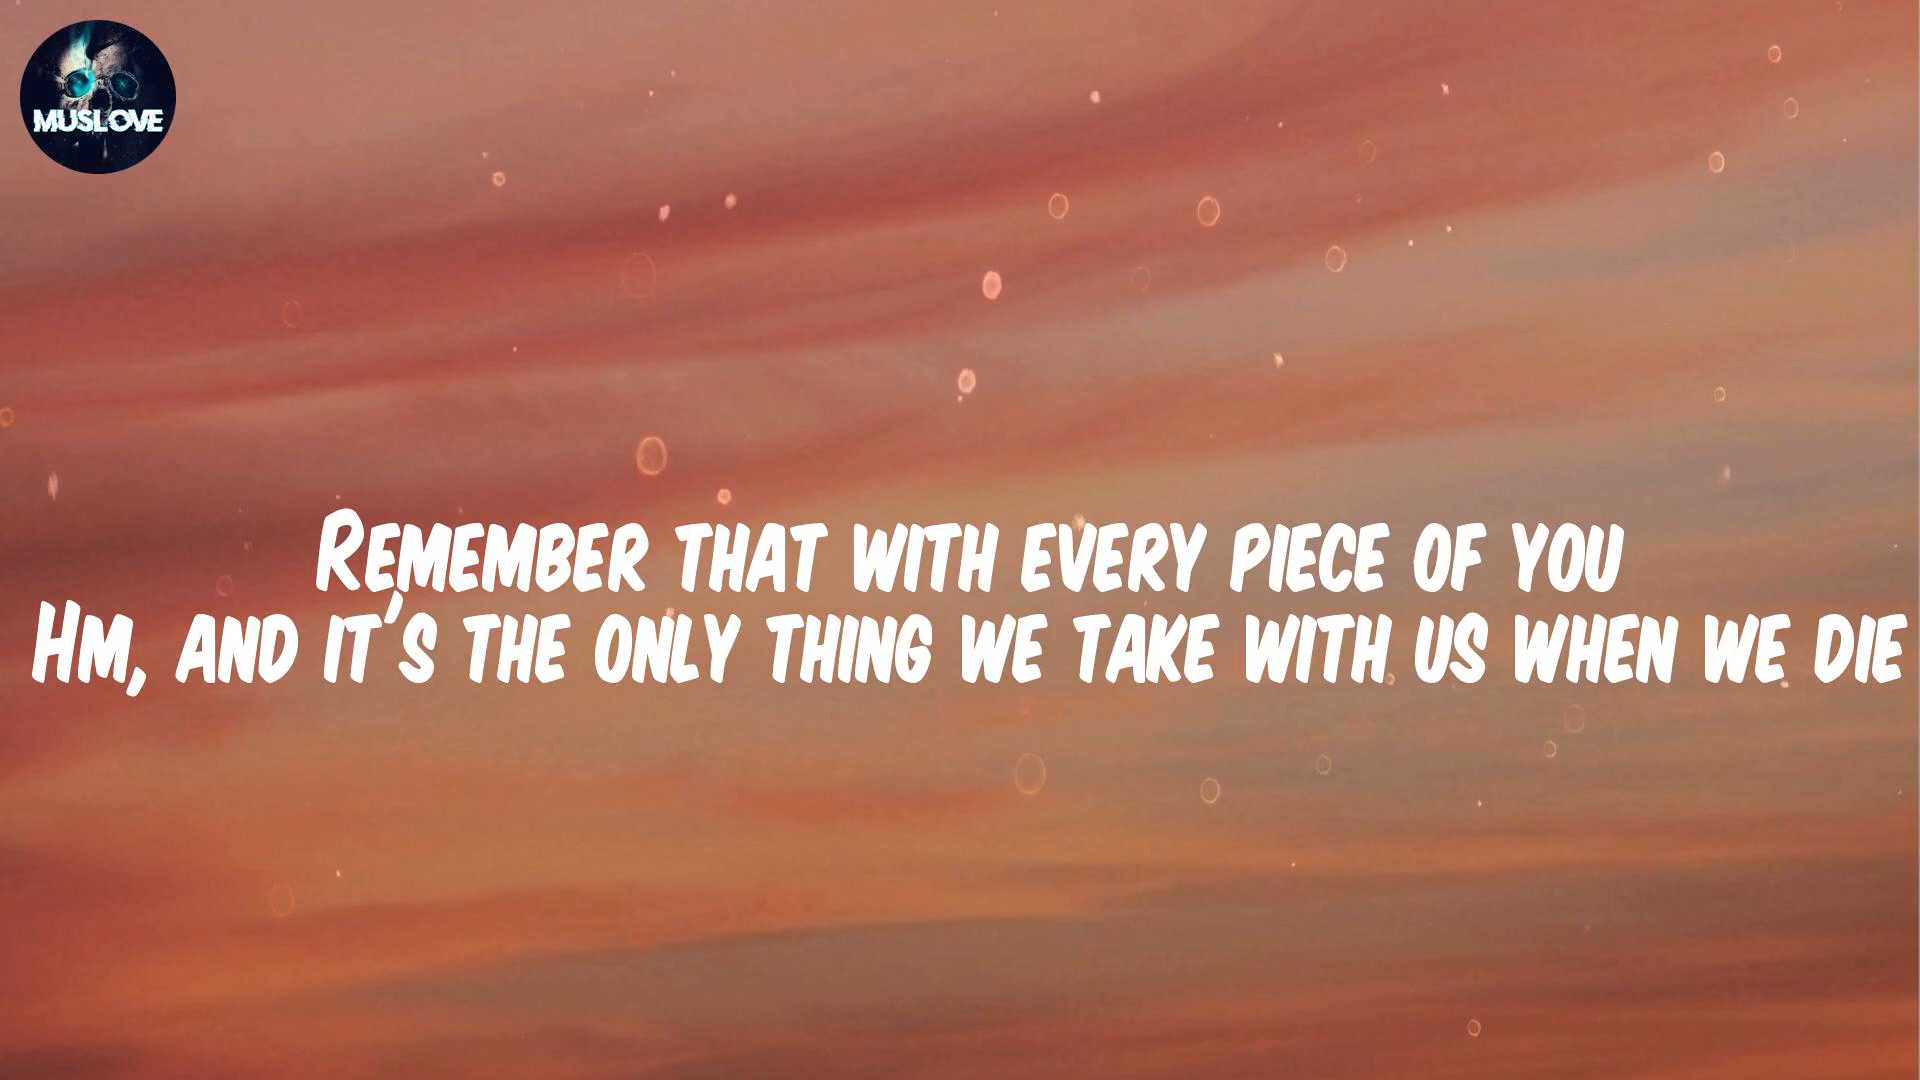 MUSLOVE
Remember that with every piece of you
Hm, and it's the only thing we take with us when we die